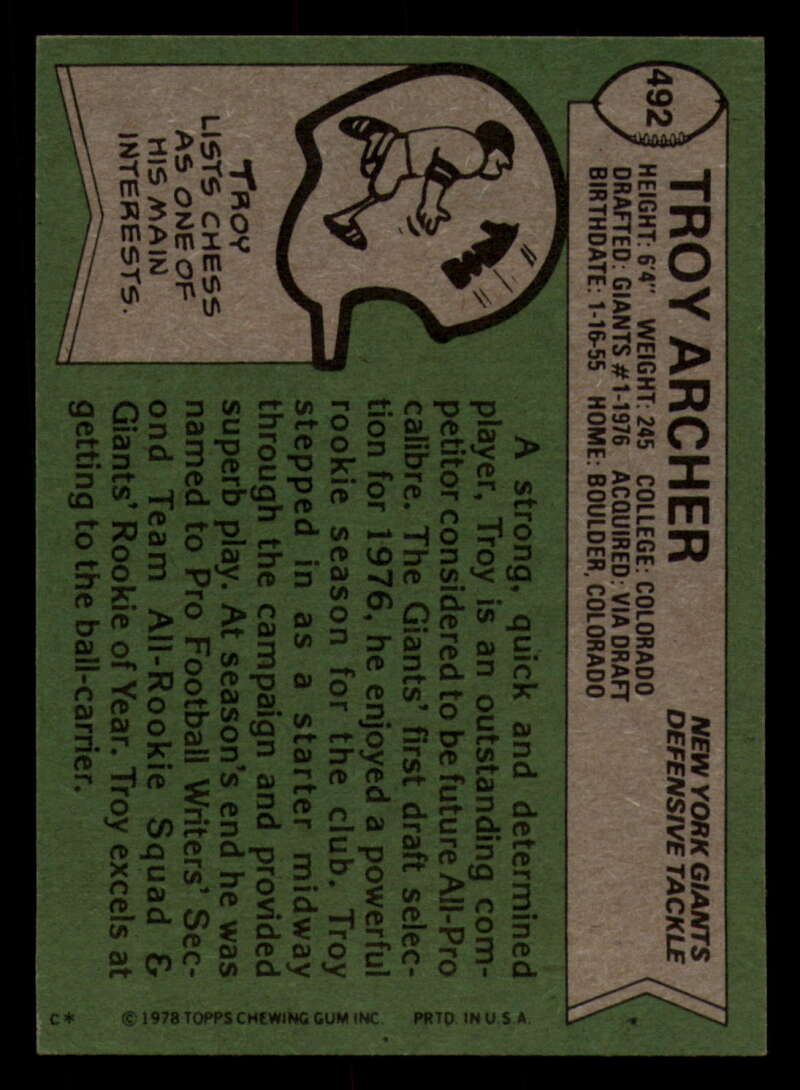 492
TROY ARCHER
NEW YORK GIANTS
DEFENSIVE TACKLE
HEIGHT: 6'4" WEIGHT: 245 COLLEGE: COLORADO
DRAFTED: GIANTS #1-1976 ACQUIRED: VIA DRAFT
BIRTHDATE: 1-16-55 HOME: BOULDER, COLORADO
TROY
LISTS CHESS
AS ONE OF
HIS MAIN
INTERESTS.
A strong, quick and determined
player, Troy is an outstanding com-
petitor considered to be future All-Pro
calibre. The Giants' first draft selec-
tion for 1976, he enjoyed a powerful
rookie season for the club. Troy
stepped in as a starter midway
through the campaign and provided
superb play. At season's end he was
named to Pro Football Writers' Sec-
ond Team All-Rookie Squad &
Giants' Rookie of Year. Troy excels at
getting to the ball-carrier.
C* © 1978 TOPPS CHEWING GUM INC. PRTD. IN U.S.A.